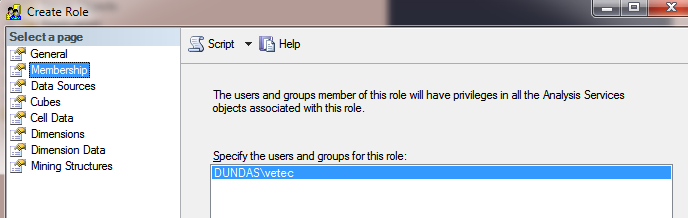 Create Role
Select a page
General
Membership
Data Sources
Cubes
Cell Data
Dimensions
Dimension Data
Mining Structures
Script
Help
The users and groups member of this role will have privileges in all the Analysis Services
objects associated with this role.
Specify the users and groups for this role:
DUNDAS\vetec